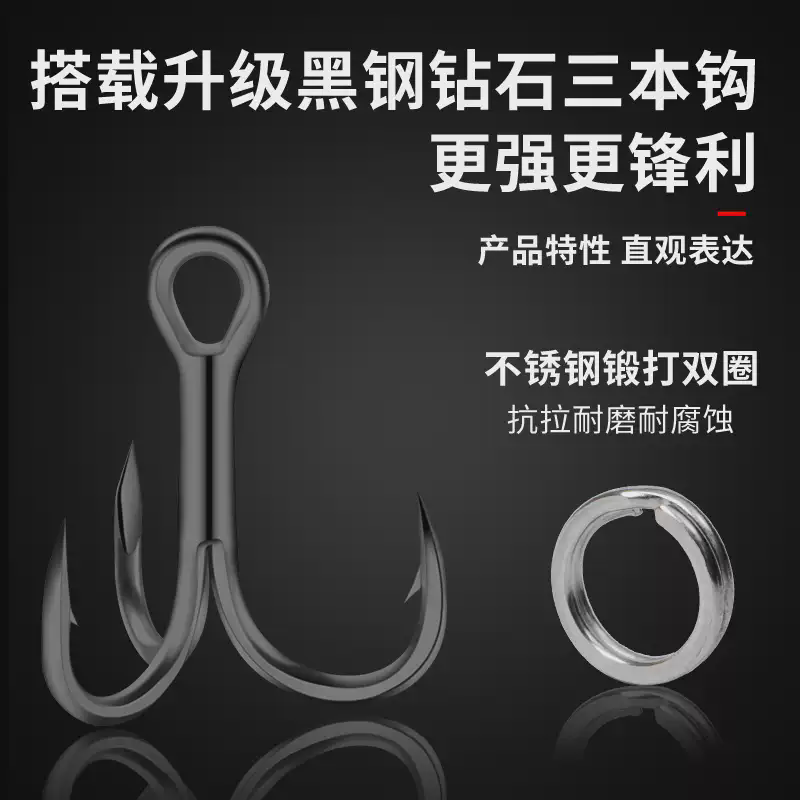 搭载升级黑钢钻石三本钩
更强更锋利
产品特性 直观表达
不锈钢锻打双圈
抗拉耐磨耐腐蚀